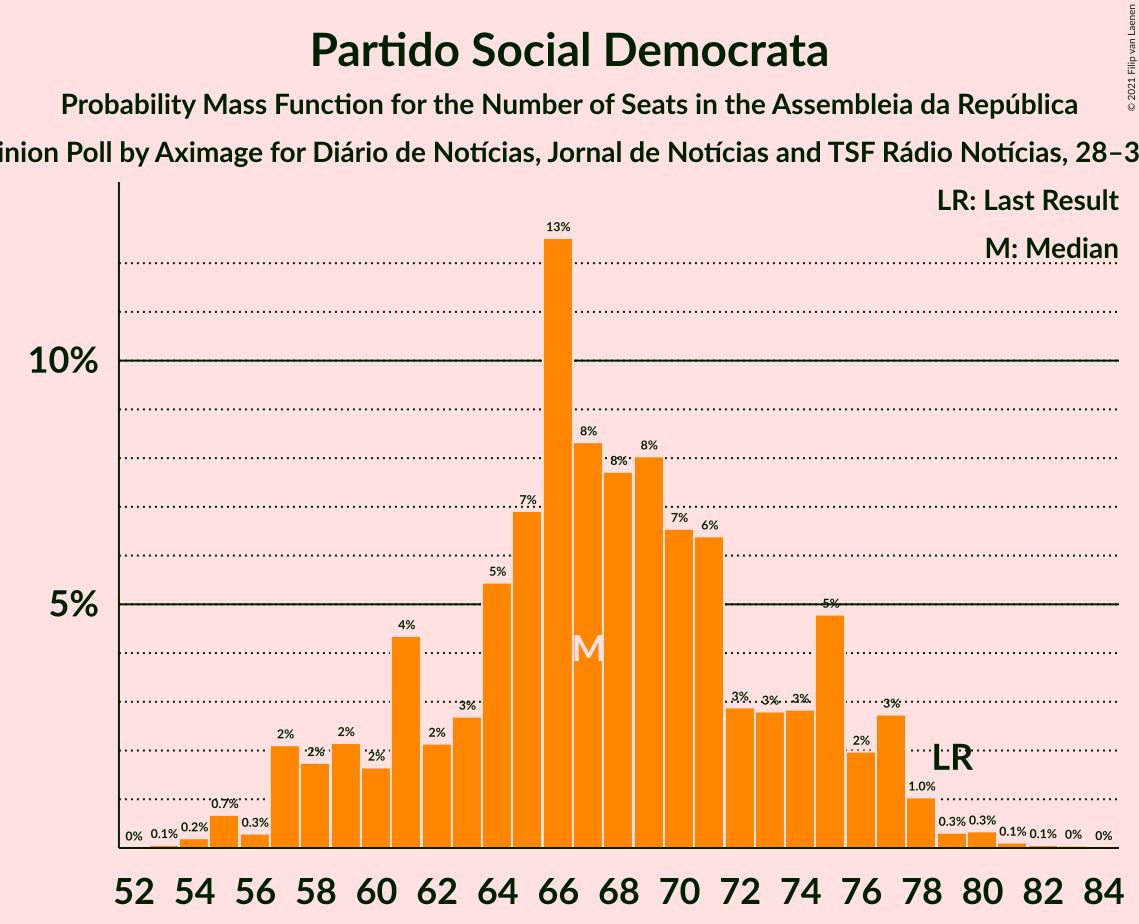 Partido Social Democrata
Probability Mass Function for the Number of Seats in the Assembleia da República
inion Poll by Aximage for Diário de Notícias, Jornal de Notícias and TSF Rádio Notícias, 28–3
© 2021 Filip van Laenen
LR: Last Result
M: Median
10%
5%
0% 0.1% 0.2% 0.7% 0.3% 2% 2% 2% 2% 4% 2% 3% 5% 7% 13% 8% 8% 8% 7% 6% 3% 3% 3% 5% 2% 3% 1.0% 0.3% 0.3% 0.1% 0.1% 0% 0%
M
LR
52 54 56 58 60 62 64 66 68 70 72 74 76 78 80 82 84